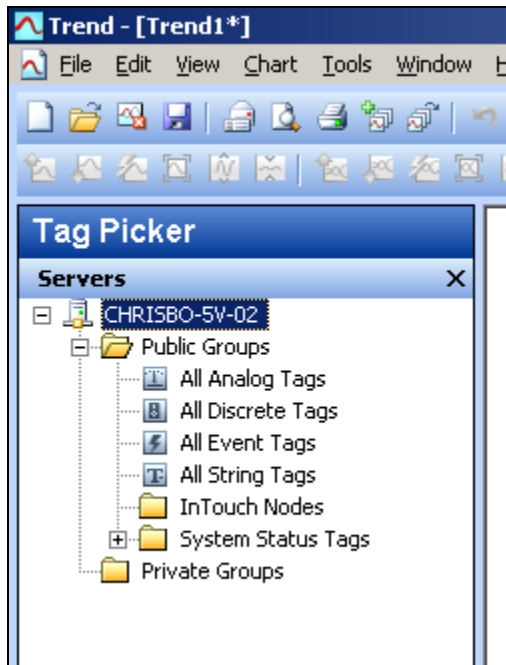 Trend - [Trend1*]
File Edit View Chart Tools Window
Tag Picker
Servers
CHRISBO-SV-02
Public Groups
All Analog Tags
All Discrete Tags
All Event Tags
All String Tags
InTouch Nodes
System Status Tags
Private Groups